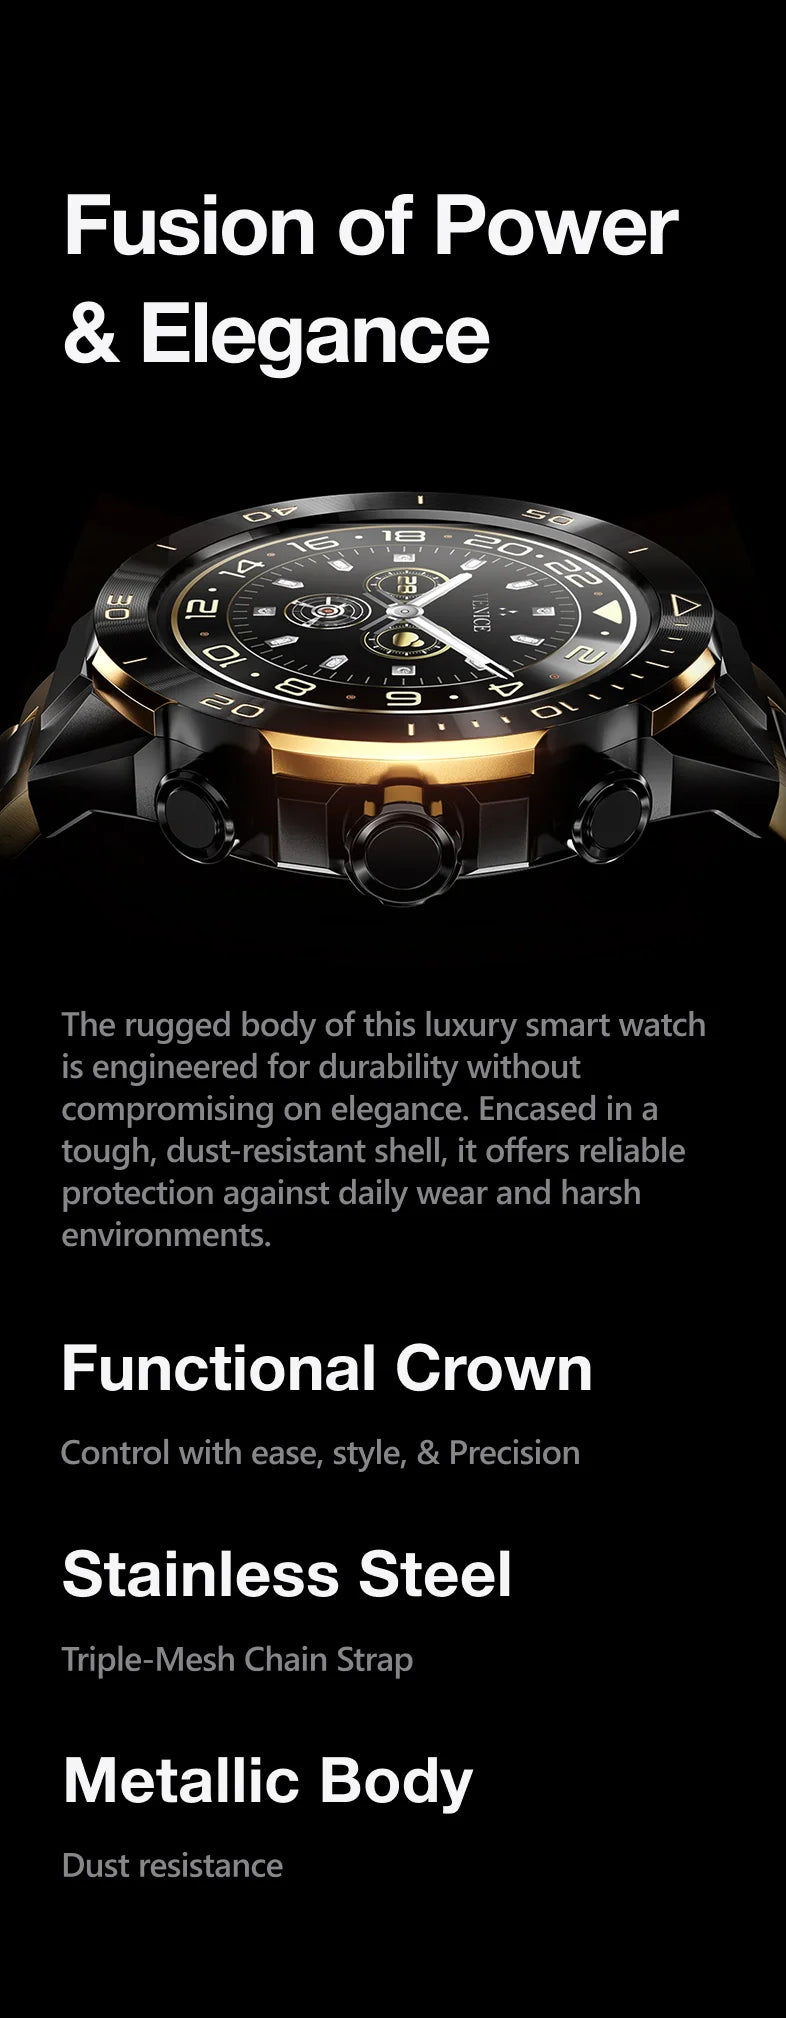 Fusion of Power
& Elegance
40
50
18
16
20
14
22
28
30
12
VENICE
10
2
8
6
4
20
10
The rugged body of this luxury smart watch
is engineered for durability without
compromising on elegance. Encased in a
tough, dust-resistant shell, it offers reliable
protection against daily wear and harsh
environments.
Functional Crown
Control with ease, style, & Precision
Stainless Steel
Triple-Mesh Chain Strap
Metallic Body
Dust resistance